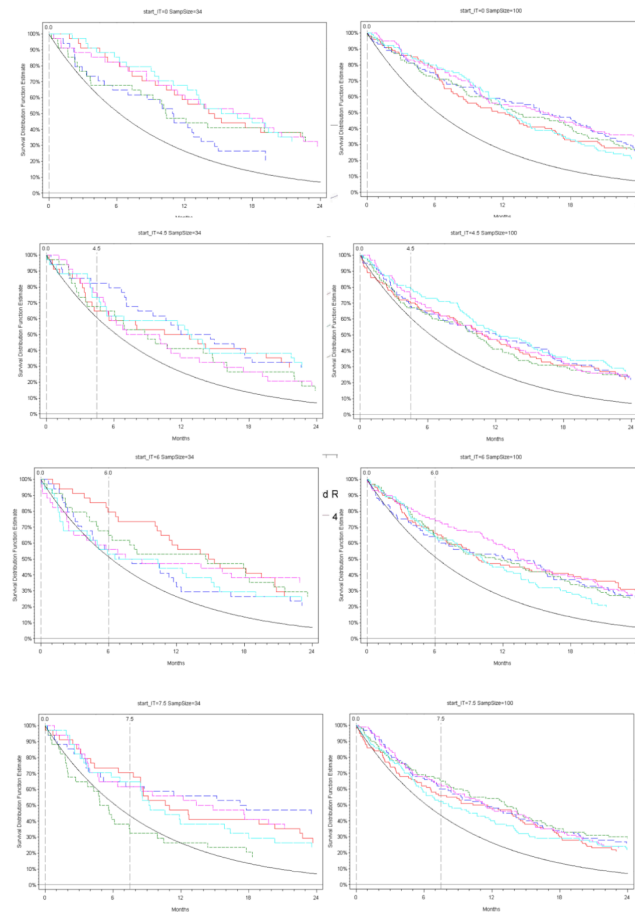 start_IT=0 SampSize=34
start_IT=0 SampSize=100
0.0
0.0
Survival Distribution Function Estimate
100%
90%
80%
70%
60%
50%
40%
30%
20%
10%
0%
0 6 12 18 24
Months
Survival Distribution Function Estimate
100%
90%
80%
70%
60%
50%
40%
30%
20%
10%
0%
0 6 12 18 24
Months
start_IT=4.5 SampSize=34
start_IT=4.5 SampSize=100
0.0 4.5
0.0 4.5
Survival Distribution Function Estimate
100%
90%
80%
70%
60%
50%
40%
30%
20%
10%
0%
0 6 12 18 24
Months
Survival Distribution Function Estimate
100%
90%
80%
70%
60%
50%
40%
30%
20%
10%
0%
0 6 12 18 24
Months
start_IT=6 SampSize=34
start_IT=6 SampSize=100
0.0 6.0
0.0 6.0
Survival Distribution Function Estimate
100%
90%
80%
70%
60%
50%
40%
30%
20%
10%
0%
0 6 12 18 24
Months
d R
4
Survival Distribution Function Estimate
100%
90%
80%
70%
60%
50%
40%
30%
20%
10%
0%
0 6 12 18 24
Months
start_IT=7.5 SampSize=34
start_IT=7.5 SampSize=100
0.0 7.5
0.0 7.5
Survival Distribution Function Estimate
100%
90%
80%
70%
60%
50%
40%
30%
20%
10%
0%
0 6 12 18 24
Months
Survival Distribution Function Estimate
100%
90%
80%
70%
60%
50%
40%
30%
20%
10%
0%
0 6 12 18 24
Months